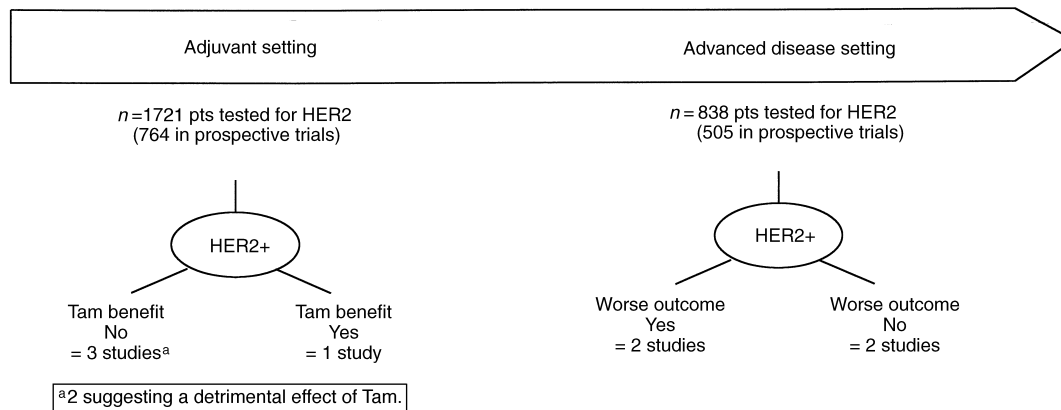 Adjuvant setting
Advanced disease setting
n=1721 pts tested for HER2
(764 in prospective trials)
n=838 pts tested for HER2
(505 in prospective trials)
HER2+
HER2+
Tam benefit
No
= 3 studiesᵃ
Tam benefit
Yes
= 1 study
Worse outcome
Yes
= 2 studies
Worse outcome
No
= 2 studies
ᵃ2 suggesting a detrimental effect of Tam.